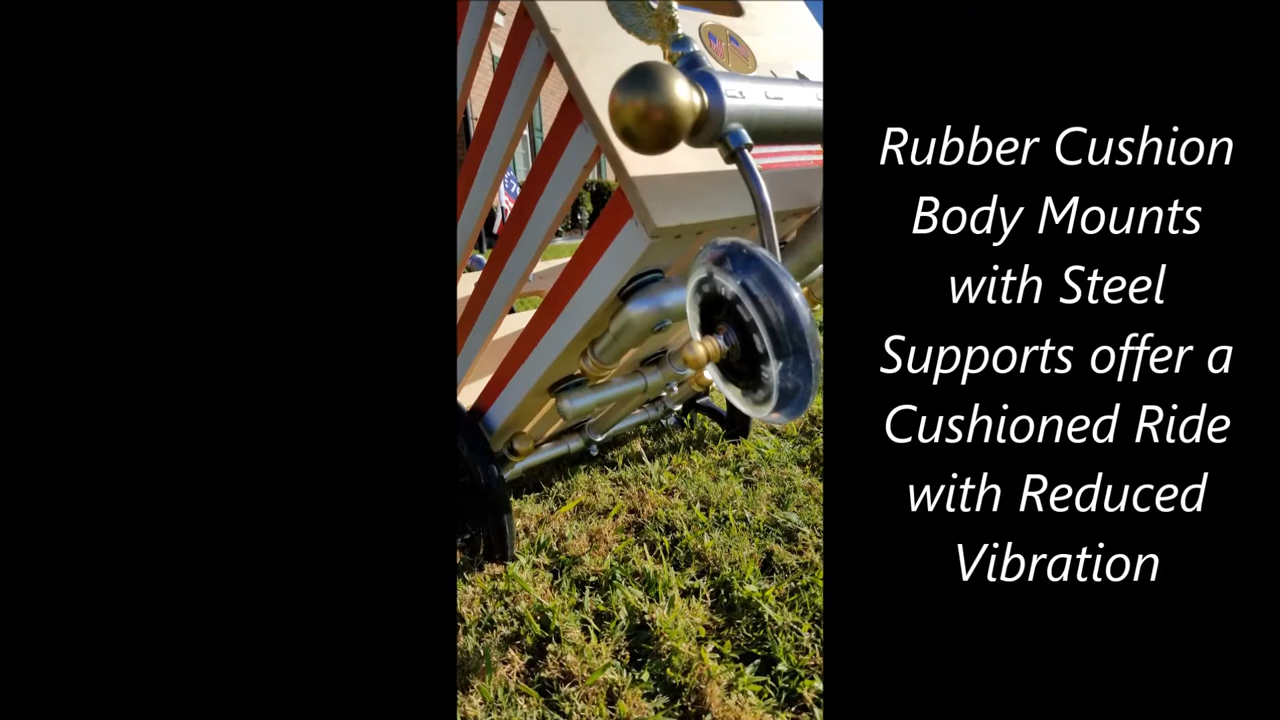 Rubber Cushion
Body Mounts
with Steel
Supports offer a
Cushioned Ride
with Reduced
Vibration